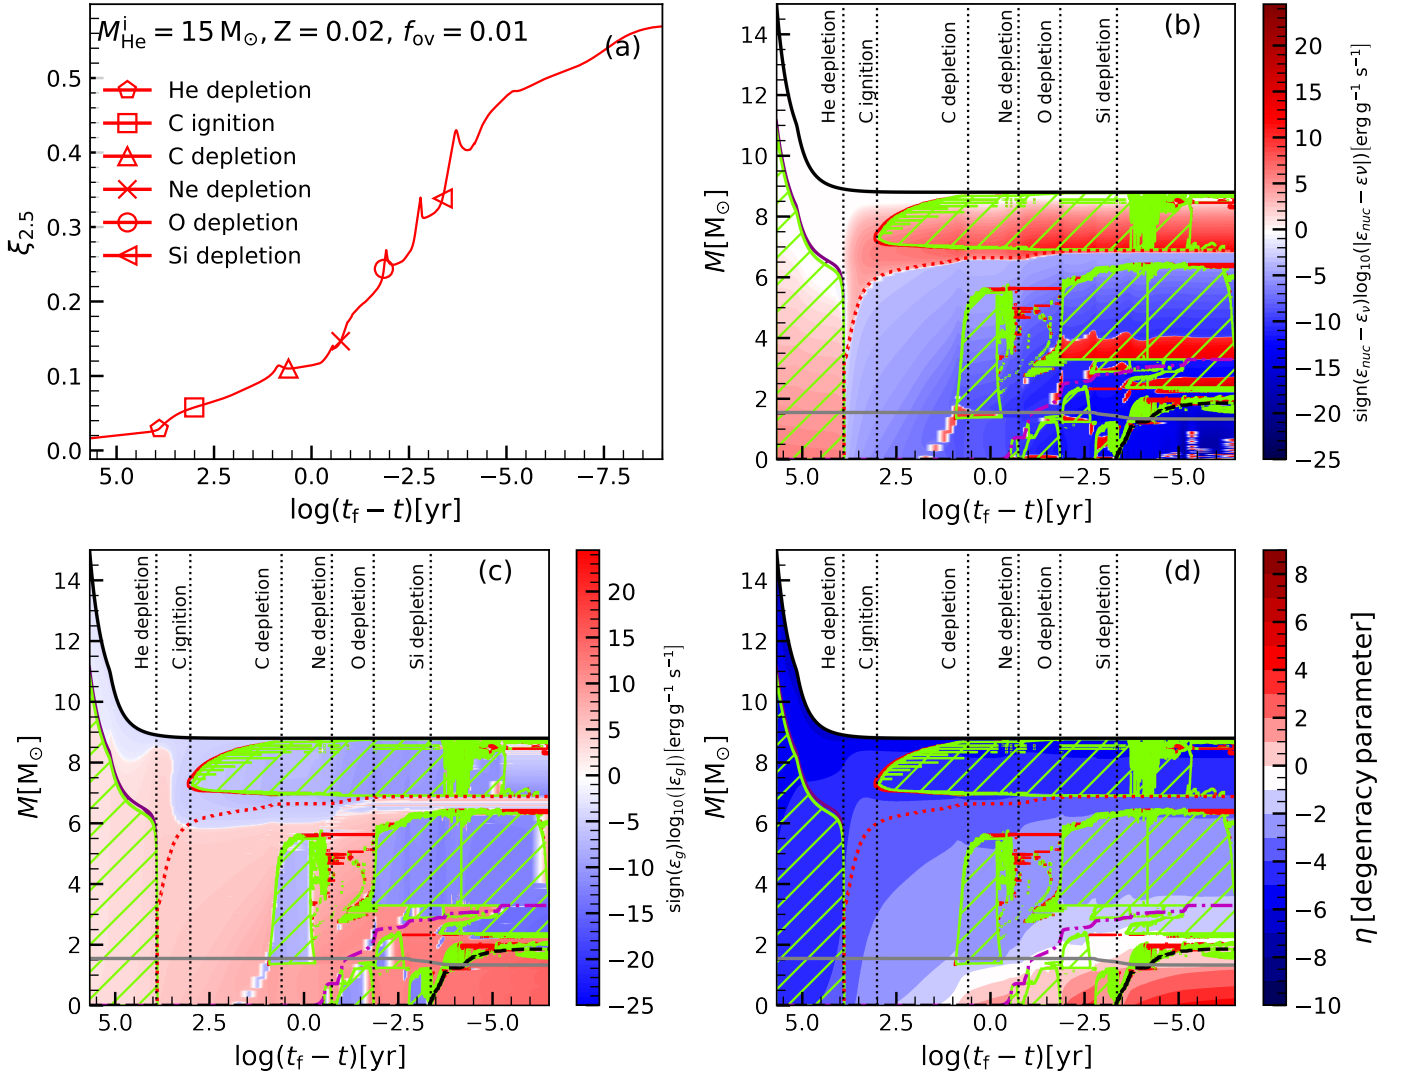 M^i_He = 15 M⊙, Z = 0.02, f_ov = 0.01
(a)
He depletion
C ignition
C depletion
Ne depletion
O depletion
Si depletion
ξ_2.5
0.5
0.4
0.3
0.2
0.1
0.0
5.0 2.5 0.0 −2.5 −5.0 −7.5
log(t_f − t)[yr]
(b)
He depletion
C ignition
C depletion
Ne depletion
O depletion
Si depletion
M[M⊙]
14
12
10
8
6
4
2
0
5.0 2.5 0.0 −2.5 −5.0
log(t_f − t)[yr]
20
15
10
5
0
−5
−10
−15
−20
−25
sign(ε_nuc − ε_ν)log₁₀(|ε_nuc − εν|)[erg g⁻¹ s⁻¹]
(c)
He depletion
C ignition
C depletion
Ne depletion
O depletion
Si depletion
M[M⊙]
14
12
10
8
6
4
2
0
5.0 2.5 0.0 −2.5 −5.0
log(t_f − t)[yr]
20
15
10
5
0
−5
−10
−15
−20
−25
sign(ε_g)log₁₀(|ε_g|)[erg g⁻¹ s⁻¹]
(d)
He depletion
C ignition
C depletion
Ne depletion
O depletion
Si depletion
M[M⊙]
14
12
10
8
6
4
2
0
5.0 2.5 0.0 −2.5 −5.0
log(t_f − t)[yr]
8
6
4
2
0
−2
−4
−6
−8
−10
η [degenracy parameter]